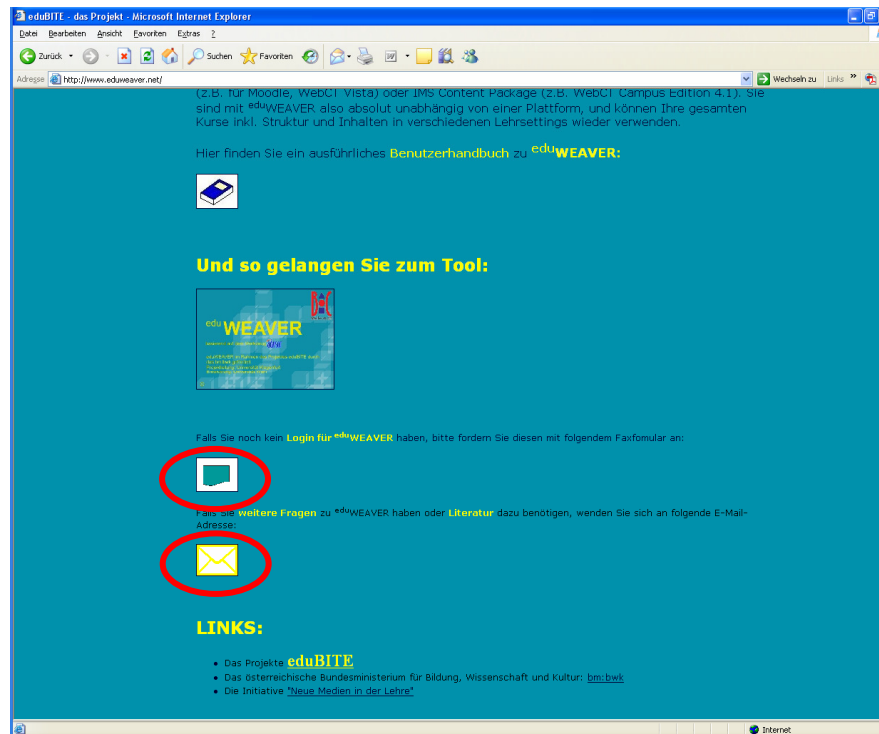 eduBITE - das Projekt - Microsoft Internet Explorer
Datei Bearbeiten Ansicht Favoriten Extras ?
Zurück Suchen Favoriten
Adresse http://www.eduweaver.net/ Wechseln zu Links »
(z.B. für Moodle, WebCT Vista) oder IMS Content Package (z.B. WebCT Campus Edition 4.1). Sie
sind mit eduWEAVER also absolut unabhängig von einer Plattform, und können Ihre gesamten
Kurse inkl. Struktur und Inhalten in verschiedenen Lehrsettings wieder verwenden.
Hier finden Sie ein ausführliches Benutzerhandbuch zu eduWEAVER:
Und so gelangen Sie zum Tool:
edu WEAVER
Falls Sie noch kein Login für eduWEAVER haben, bitte fordern Sie diesen mit folgendem Faxfomular an:
Falls Sie weitere Fragen zu eduWEAVER haben oder Literatur dazu benötigen, wenden Sie sich an folgende E-Mail-
Adresse:
LINKS:
• Das Projekte eduBITE
• Das österreichische Bundesministerium für Bildung, Wissenschaft und Kultur: bm:bwk
• Die Initiative "Neue Medien in der Lehre"
Internet